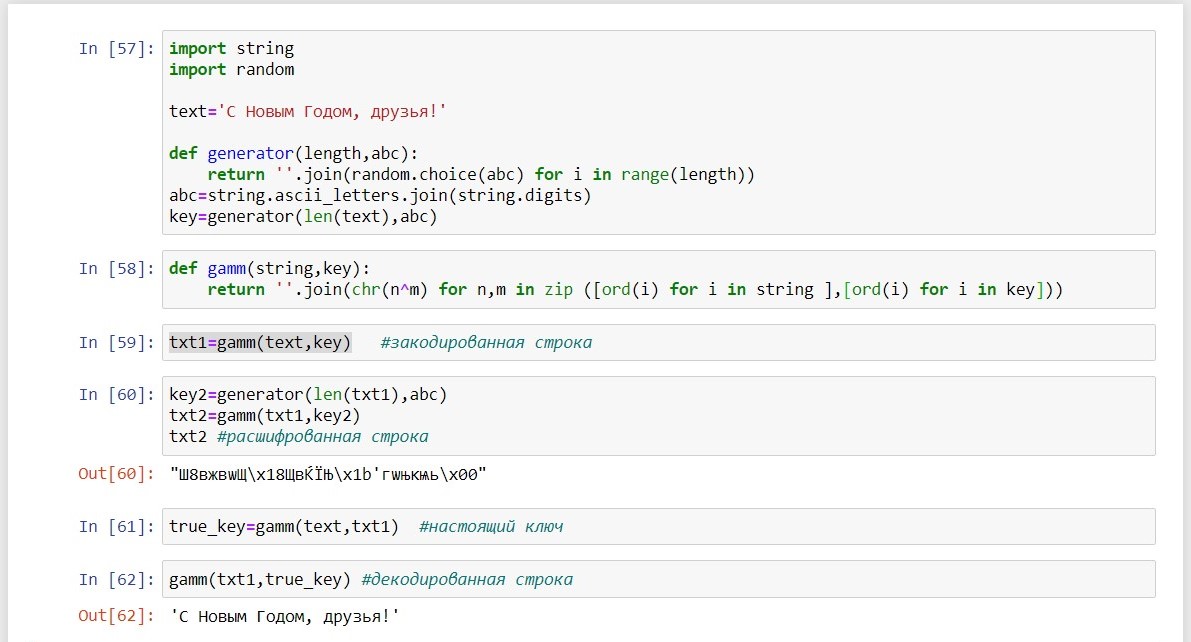 In [57]: import string
import random
text='С Новым Годом, друзья!'
def generator(length,abc):
return ''.join(random.choice(abc) for i in range(length))
abc=string.ascii_letters.join(string.digits)
key=generator(len(text),abc)
In [58]: def gamm(string,key):
return ''.join(chr(n^m) for n,m in zip ([ord(i) for i in string ],[ord(i) for i in key]))
In [59]: txt1=gamm(text,key) #закодированная строка
In [60]: key2=generator(len(txt1),abc)
txt2=gamm(txt1,key2)
txt2 #расшифрованная строка
Out[60]: "Ш8вжвwЩ\x18ЩвЌЇЊ\x1b'гwњкѩь\x00"
In [61]: true_key=gamm(text,txt1) #настоящий ключ
In [62]: gamm(txt1,true_key) #декодированная строка
Out[62]: 'С Новым Годом, друзья!'